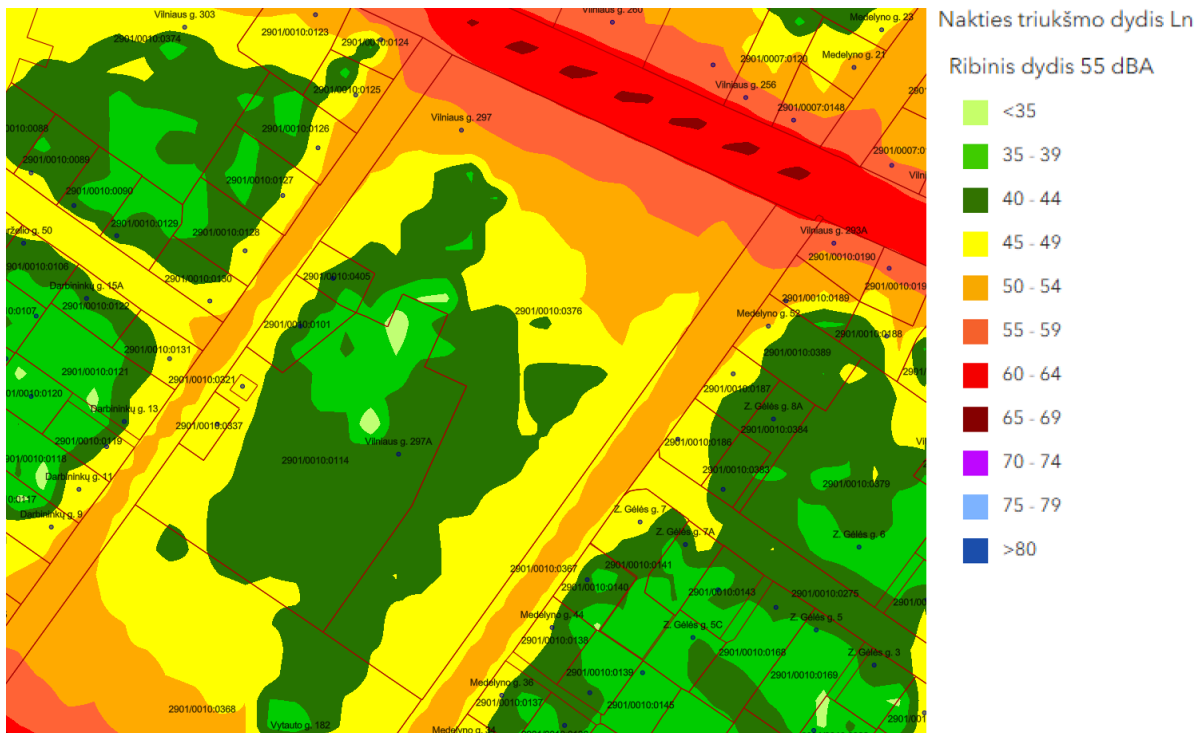 Nakties triukšmo dydis Ln
Ribinis dydis 55 dBA
<35
35 - 39
40 - 44
45 - 49
50 - 54
55 - 59
60 - 64
65 - 69
70 - 74
75 - 79
>80
Vilniaus g. 303
Vilniaus g. 260
Medelyno g. 23
2901/0010:0123
2901/0010:0374
2901/0010:0124
Medelyno g. 21
2901/0007:0120
2901/0010:0125
Vilniaus g. 256
2901/0007:0148
Vilniaus g. 297
2901/0010:0126
2901/0010:0089
2901/0010:0127
2901/0010:0090
2901/0010:0129
2901/0010:0128
Vilniaus g. 293A
2901/0010:0190
2901/0010:0106
2901/0010:0405
2901/0010:0130
Darbininkų g. 15A
2901/0010:0122
2901/0010:0189
2901/0010:0376
Medelyno g. 52
2901/0010:0101
2901/0010:0188
2901/0010:0131
2901/0010:0389
2901/0010:0121
2901/0010:0321
2901/0010:0187
Darbininkų g. 13
Z. Gėlės g. 8A
2901/0010:0337
2901/0010:0384
2901/0010:0119
Vilniaus g. 297A
2901/0010:0186
2901/0010:0114
2901/0010:0383
Darbininkų g. 11
2901/0010:0379
Z. Gėlės g. 7
Darbininkų g. 9
Z. Gėlės g. 7A
Z. Gėlės g. 6
2901/0010:0141
2901/0010:0367
2901/0010:0140
2901/0010:0143
2901/0010:0275
Medelyno g. 44
Z. Gėlės g. 5C
Z. Gėlės g. 5
2901/0010:0138
2901/0010:0168
Z. Gėlės g. 3
2901/0010:0139
2901/0010:0169
Medelyno g. 36
2901/0010:0137
2901/0010:0145
2901/0010:0368
Vytauto g. 182